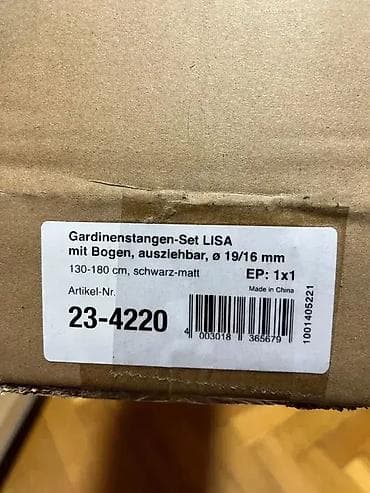 Gardinenstangen-Set LISA
mit Bogen, ausziehbar, ø 19/16 mm
130-180 cm, schwarz-matt EP: 1x1
Artikel-Nr. Made in China
23-4220
4 003018 365679
1001405221